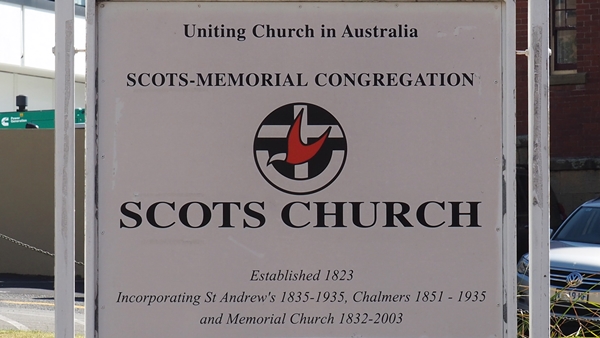 Uniting Church in Australia
SCOTS-MEMORIAL CONGREGATION
SCOTS CHURCH
Established 1823
Incorporating St Andrew's 1835-1935, Chalmers 1851 - 1935
and Memorial Church 1832-2003